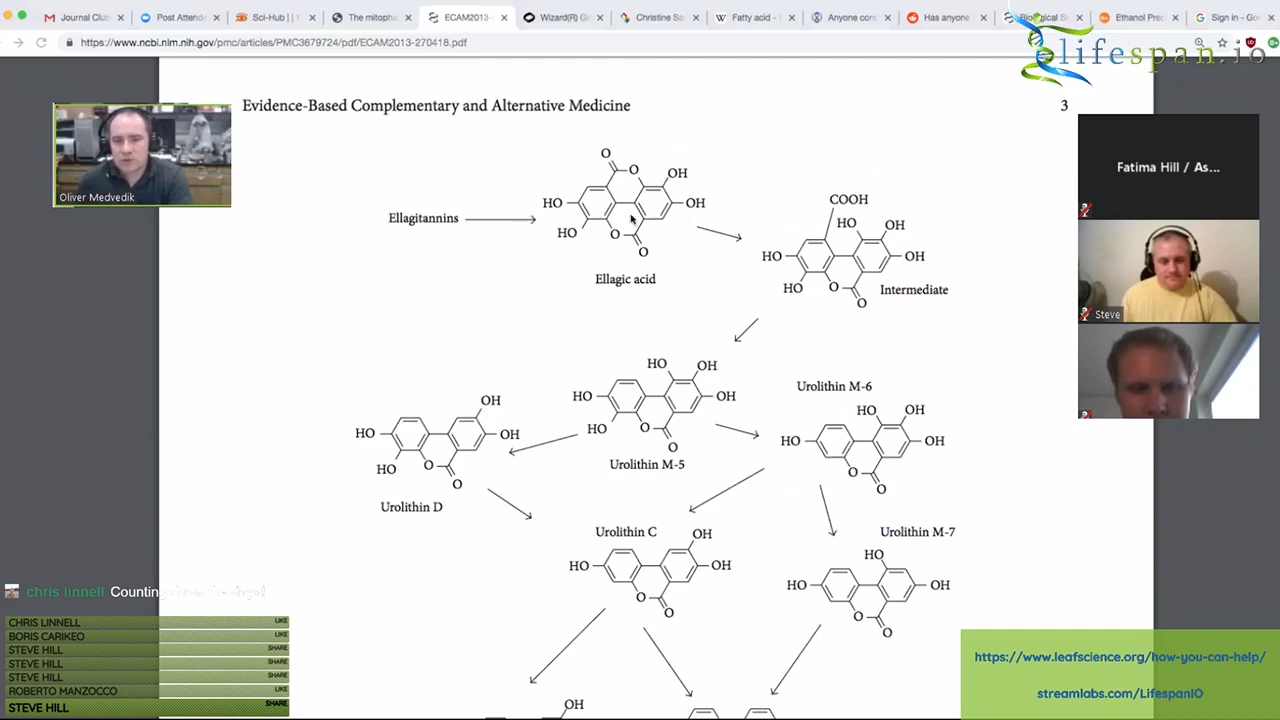 Journal Club
Post Attende
Sci-Hub | 
The mitopha
ECAM2013-
Wizard(R) G
Christine Sa
Fatty acid - 
Anyone con
Has anyone
Biological S
Ethanol Prec
Sign in - Go
https://www.ncbi.nlm.nih.gov/pmc/articles/PMC3679724/pdf/ECAM2013-270418.pdf
lifespan.io
Evidence-Based Complementary and Alternative Medicine
3
Oliver Medvedik
Fatima Hill / As...
Steve
Ellagitannins
O
O
OH
HO
OH
HO
O
O
Ellagic acid
COOH
HO
OH
HO
OH
HO
O
O
Intermediate
HO
OH
HO
OH
HO
O
O
Urolithin M-5
Urolithin M-6
HO
OH
HO
OH
O
O
OH
HO
OH
HO
O
O
Urolithin D
Urolithin C
OH
HO
OH
O
O
Urolithin M-7
HO
HO
OH
O
O
OH
chris linnell Counting
CHRIS LINNELL LIKE
BORIS CARIKEO LIKE
STEVE HILL SHARE
STEVE HILL SHARE
STEVE HILL SHARE
ROBERTO MANZOCCO LIKE
STEVE HILL SHARE
https://www.leafscience.org/how-you-can-help/
streamlabs.com/LifespanIO